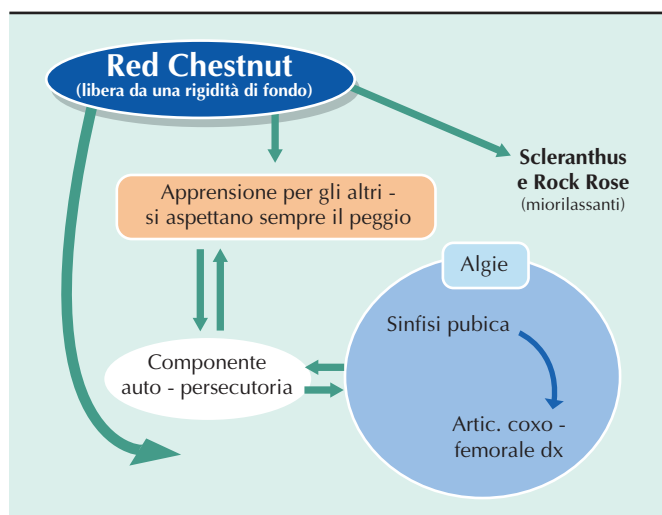 Red Chestnut
(libera da una rigidità di fondo)
Scleranthus
e Rock Rose
(miorilassanti)
Apprensione per gli altri -
si aspettano sempre il peggio
Algie
Sinfisi pubica
Componente
auto - persecutoria
Artic. coxo -
femorale dx